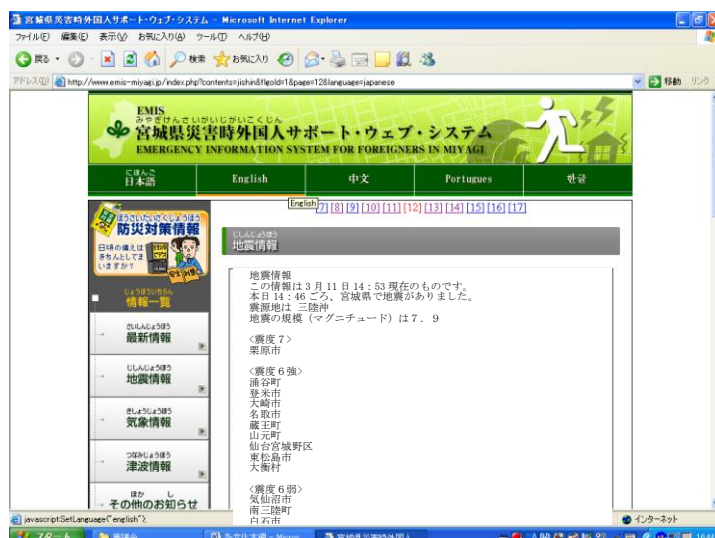 宮城県災害時外国人サポート・ウェブ・システム - Microsoft Internet Explorer
ファイル(F) 編集(E) 表示(V) お気に入り(A) ツール(T) ヘルプ(H)
戻る 検索 お気に入り
アドレス(D) http://www.emis-miyagi.jp/index.php?contents=jishin&flgold=1&page=12&language=japanese 移動 リンク
EMIS
みやぎけんさいがいじがいこくじん
宮城県災害時外国人サポート・ウェブ・システム
EMERGENCY INFORMATION SYSTEM FOR FOREIGNERS IN MIYAGI
にほんご
日本語 English 中文 Portugues 한글
English
7] [8] [9] [10] [11] [12] [13] [14] [15] [16] [17]
ぼうさいたいさくじょうほう
防災対策情報
日頃の備えは
きちんとしてま
いますか?
安全対策
じょうほういちらん
情報一覧
さいしんじょうほう
最新情報
じしんじょうほう
地震情報
きしょうじょうほう
気象情報
つなみじょうほう
津波情報
ほか し
その他のお知らせ
じしんじょうほう
地震情報
地震情報
この情報は3月11日14:53現在のものです。
本日14:46ごろ、宮城県で地震がありました。
震源地は 三陸沖
地震の規模(マグニチュード)は7.9
<震度7>
栗原市
<震度6強>
涌谷町
登米市
大崎市
名取市
蔵王町
山元町
仙台宮城野区
東松島市
大衡村
<震度6弱>
気仙沼市
南三陸町
白石市
javascript:SetLanguage("english"); インターネット
スタート
16:44